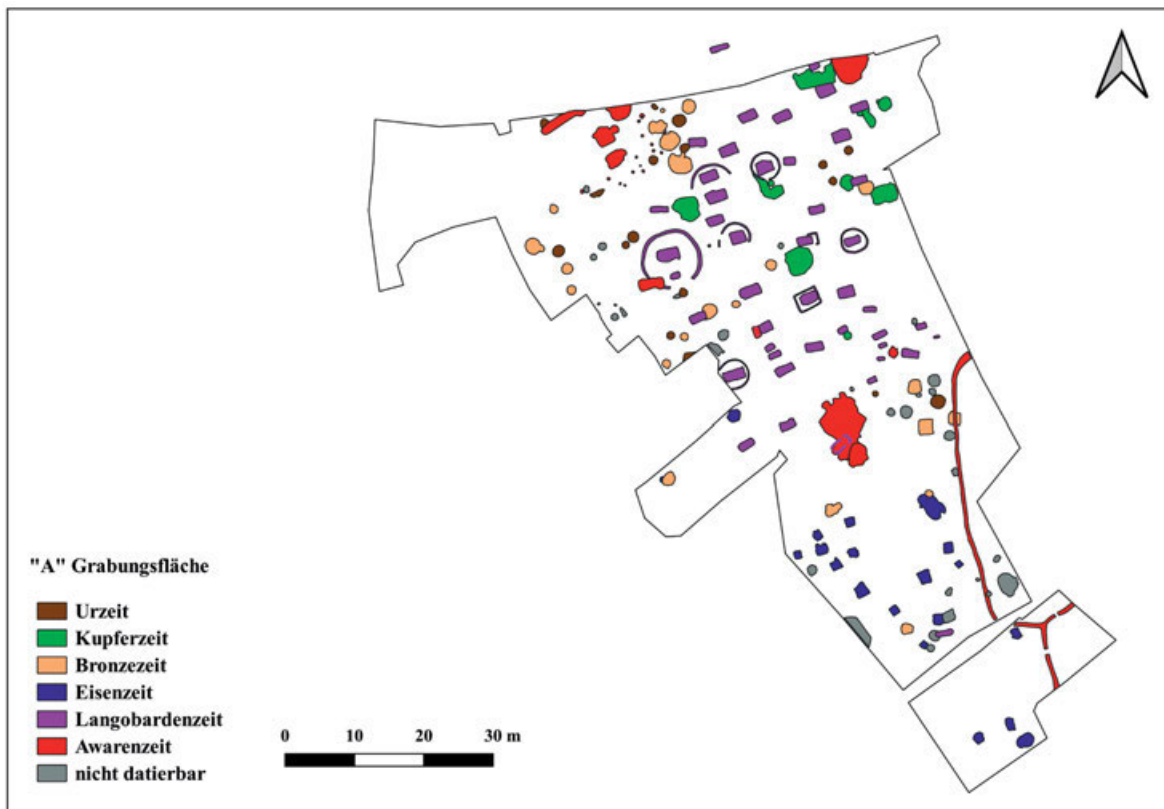 "A" Grabungsfläche
Urzeit
Kupferzeit
Bronzezeit
Eisenzeit
Langobardenzeit
Awarenzeit
nicht datierbar
0 10 20 30 m